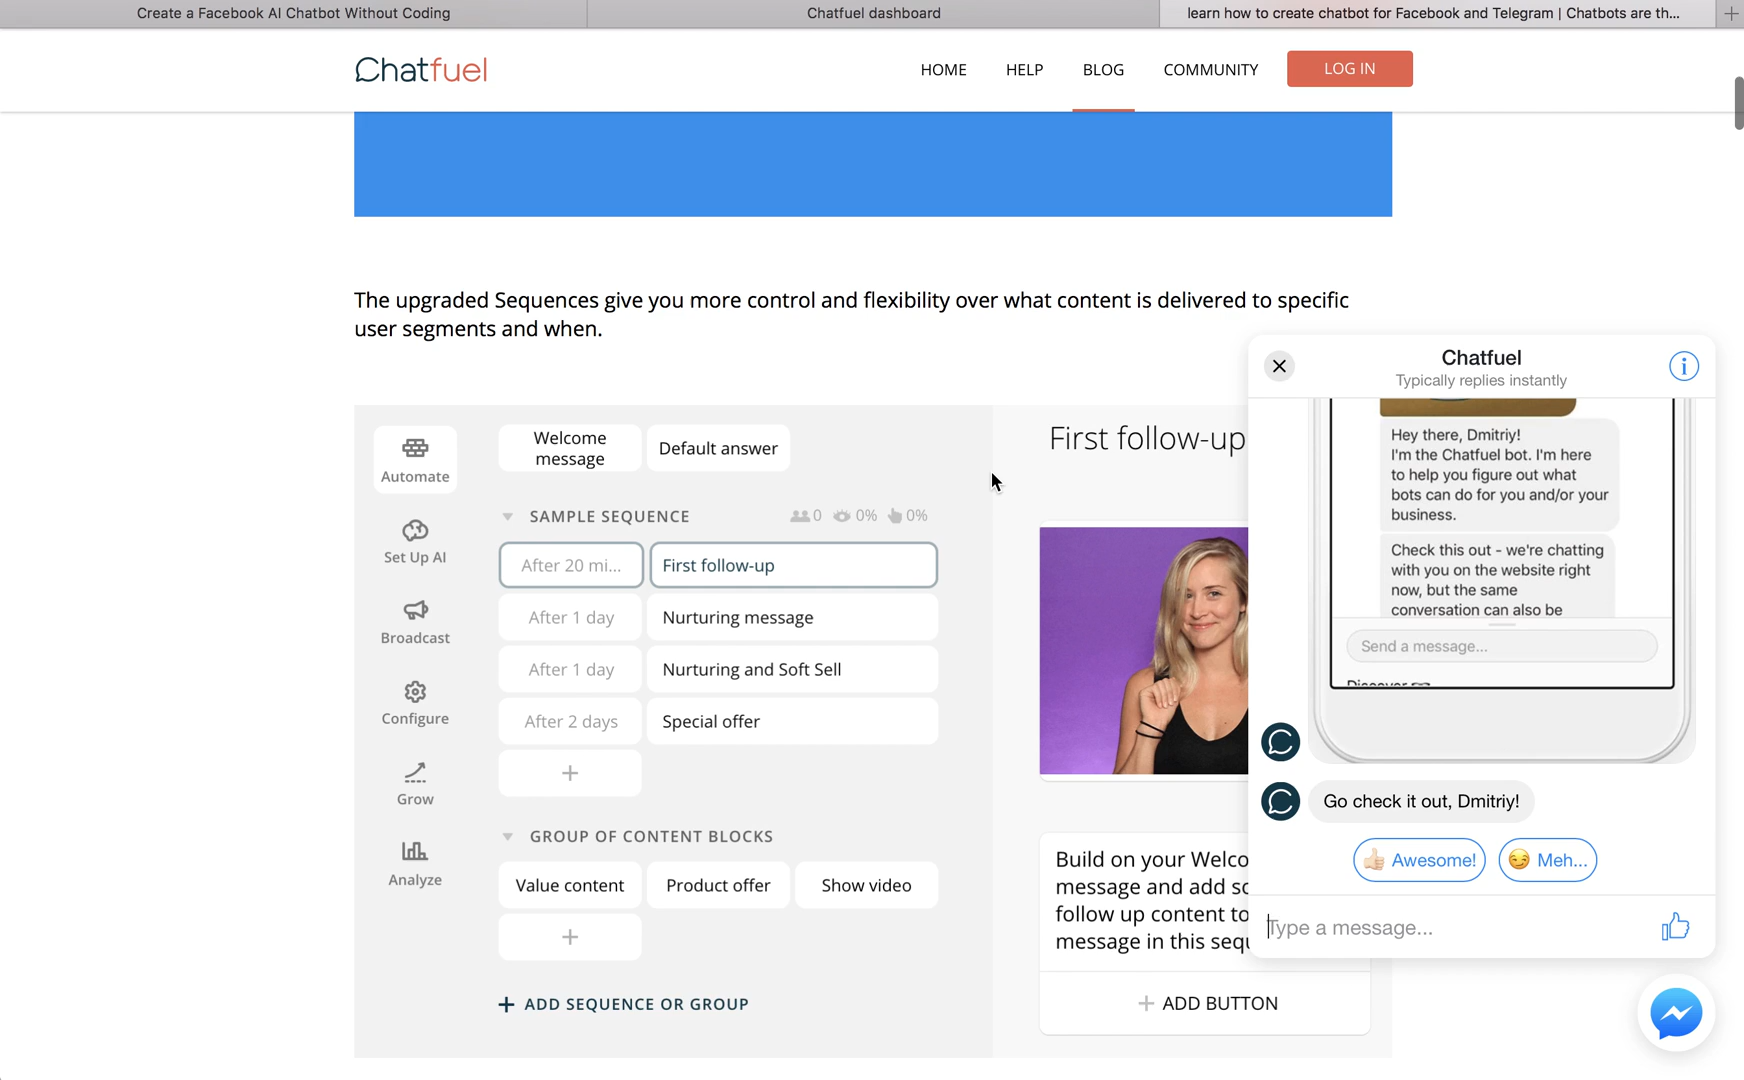 Create a Facebook AI Chatbot Without Coding
Chatfuel dashboard
learn how to create chatbot for Facebook and Telegram | Chatbots are th...
Chatfuel
HOME
HELP
BLOG
COMMUNITY
LOG IN
The upgraded Sequences give you more control and flexibility over what content is delivered to specific
user segments and when.
Automate
Set Up AI
Broadcast
Configure
Grow
Analyze
Welcome
message
Default answer
SAMPLE SEQUENCE
0
0%
0%
After 20 mi...
First follow-up
After 1 day
Nurturing message
After 1 day
Nurturing and Soft Sell
After 2 days
Special offer
GROUP OF CONTENT BLOCKS
Value content
Product offer
Show video
+ ADD SEQUENCE OR GROUP
First follow-up
Build on your Welco
message and add
follow up content to
message in this
+ ADD BUTTON
Chatfuel
Typically replies instantly
Hey there, Dmitriy!
I'm the Chatfuel bot. I'm here
to help you figure out what
bots can do for you and/or your
business.
Check this out - we're chatting
with you on the website right
now, but the same
conversation can also be
Send a message...
Discover
Go check it out, Dmitriy!
👍🏻 Awesome!
😏 Meh...
Type a message...